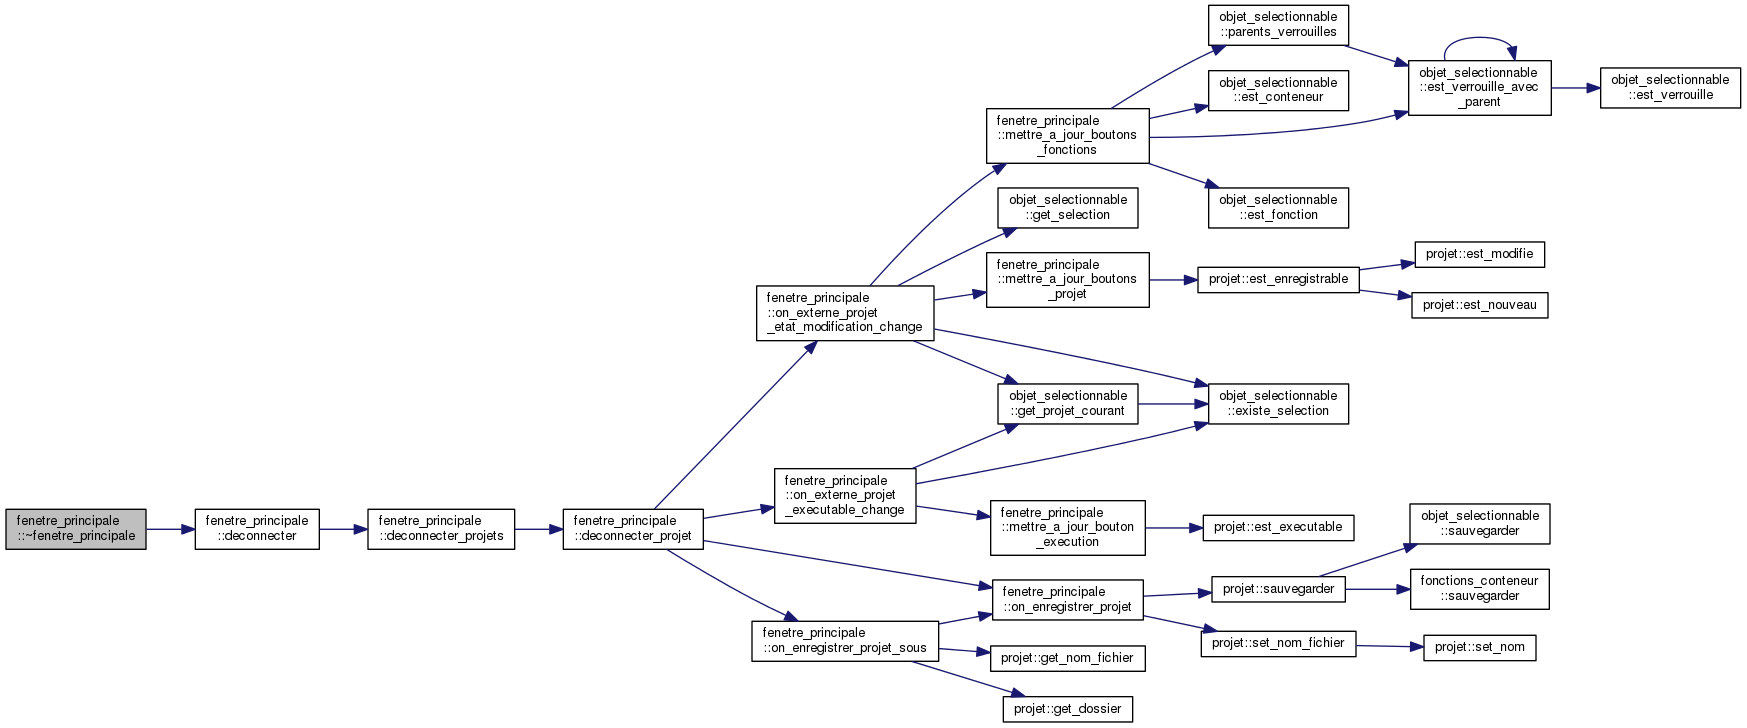 fenetre_principale
::~fenetre_principale
fenetre_principale
::deconnecter
fenetre_principale
::deconnecter_projets
fenetre_principale
::deconnecter_projet
fenetre_principale
::on_externe_projet
_etat_modification_change
fenetre_principale
::on_externe_projet
_executable_change
fenetre_principale
::on_enregistrer_projet_sous
fenetre_principale
::mettre_a_jour_boutons
_fonctions
objet_selectionnable
::get_selection
fenetre_principale
::mettre_a_jour_boutons
_projet
objet_selectionnable
::get_projet_courant
fenetre_principale
::mettre_a_jour_bouton
_execution
fenetre_principale
::on_enregistrer_projet
projet::get_nom_fichier
projet::get_dossier
objet_selectionnable
::parents_verrouilles
objet_selectionnable
::est_conteneur
objet_selectionnable
::est_fonction
projet::est_enregistrable
objet_selectionnable
::existe_selection
projet::est_executable
projet::sauvegarder
projet::set_nom_fichier
objet_selectionnable
::est_verrouille_avec
_parent
projet::est_modifie
projet::est_nouveau
objet_selectionnable
::sauvegarder
fonctions_conteneur
::sauvegarder
projet::set_nom
objet_selectionnable
::est_verrouille